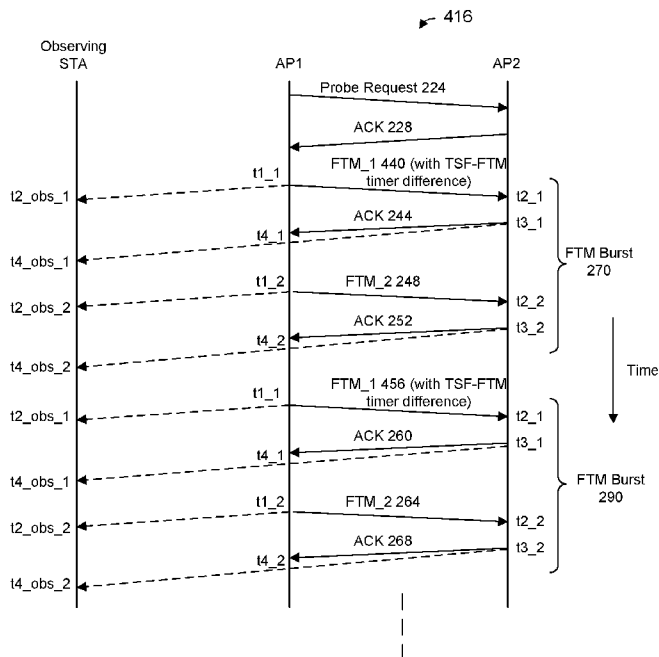 416
Observing
STA
AP1
AP2
Probe Request 224
ACK 228
t1_1
FTM_1 440 (with TSF-FTM
timer difference)
t2_obs_1
t2_1
ACK 244
t3_1
t4_1
t4_obs_1
FTM Burst
270
t1_2
FTM_2 248
t2_obs_2
t2_2
ACK 252
t3_2
t4_2
t4_obs_2
Time
t1_1
FTM_1 456 (with TSF-FTM
timer difference)
t2_obs_1
t2_1
ACK 260
t3_1
t4_1
t4_obs_1
FTM Burst
290
t1_2
FTM_2 264
t2_obs_2
t2_2
ACK 268
t3_2
t4_2
t4_obs_2